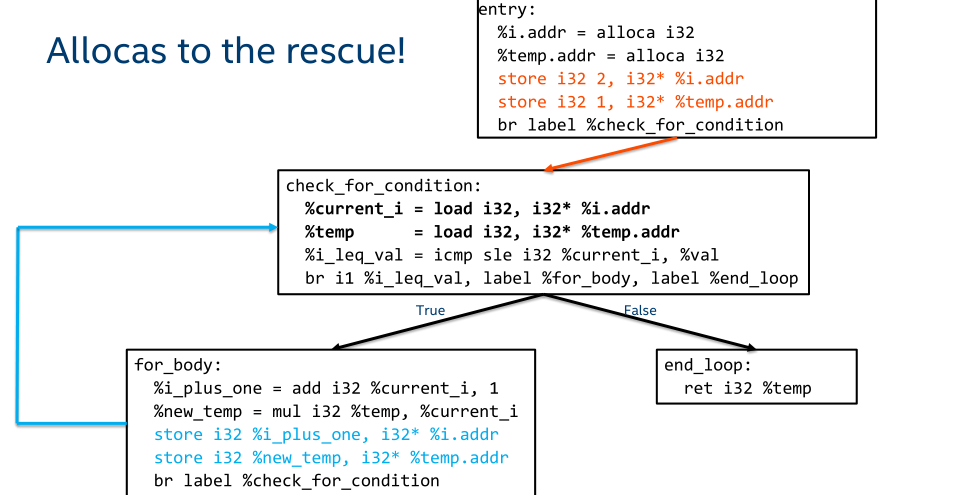 Allocas to the rescue!
entry:
%i.addr = alloca i32
%temp.addr = alloca i32
store i32 2, i32* %i.addr
store i32 1, i32* %temp.addr
br label %check_for_condition
check_for_condition:
%current_i = load i32, i32* %i.addr
%temp      = load i32, i32* %temp.addr
%i_leq_val = icmp sle i32 %current_i, %val
br i1 %i_leq_val, label %for_body, label %end_loop
True
False
for_body:
%i_plus_one = add i32 %current_i, 1
%new_temp = mul i32 %temp, %current_i
store i32 %i_plus_one, i32* %i.addr
store i32 %new_temp, i32* %temp.addr
br label %check_for_condition
end_loop:
ret i32 %temp